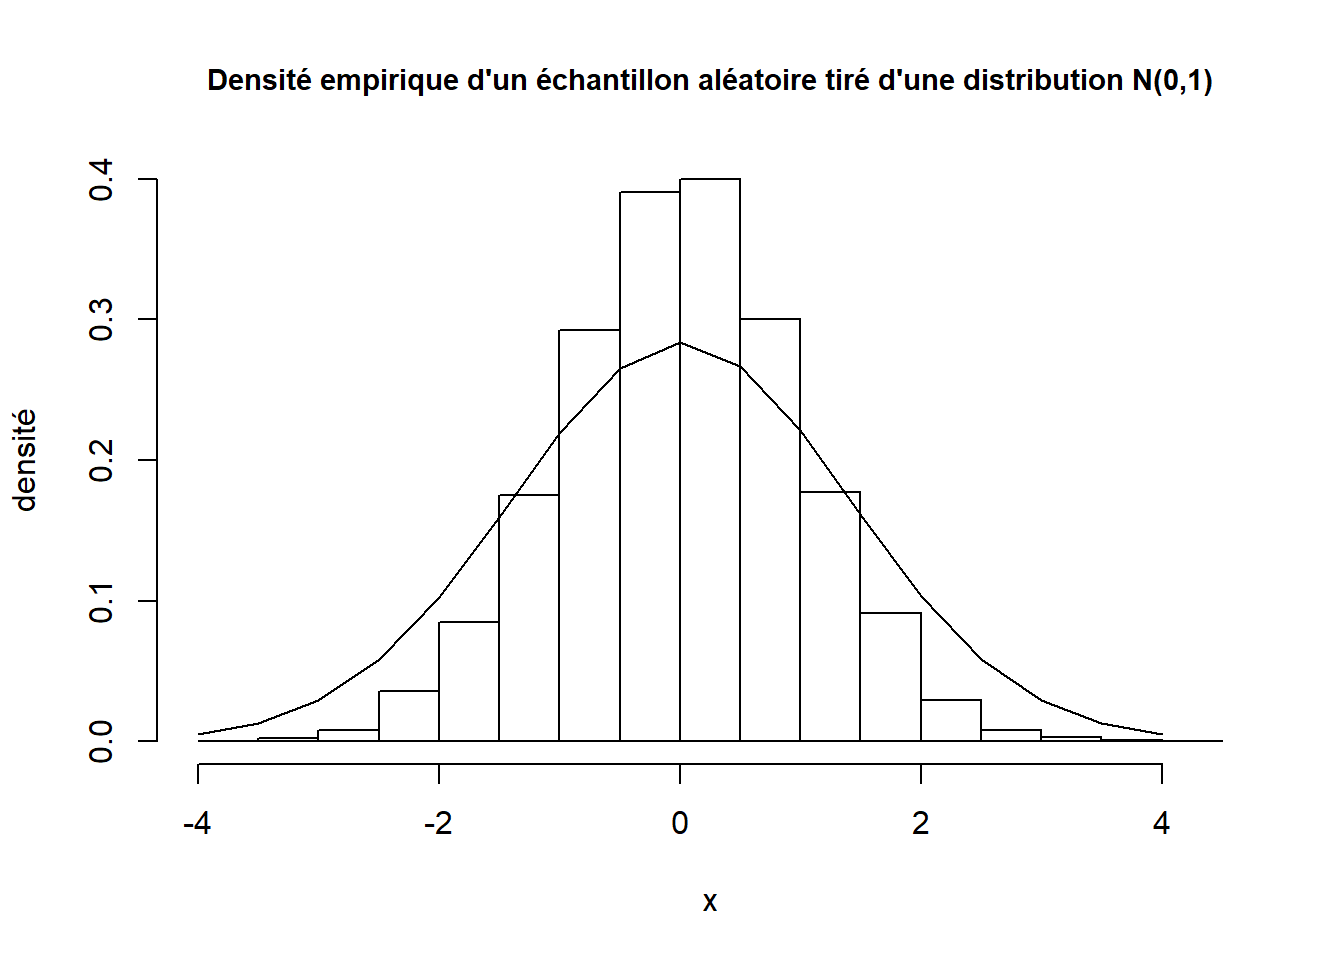 Densité empirique d'un échantillon aléatoire tiré d'une distribution N(0,1)
densité
0.4
0.3
0.2
0.1
0.0
-4 -2 0 2 4
x